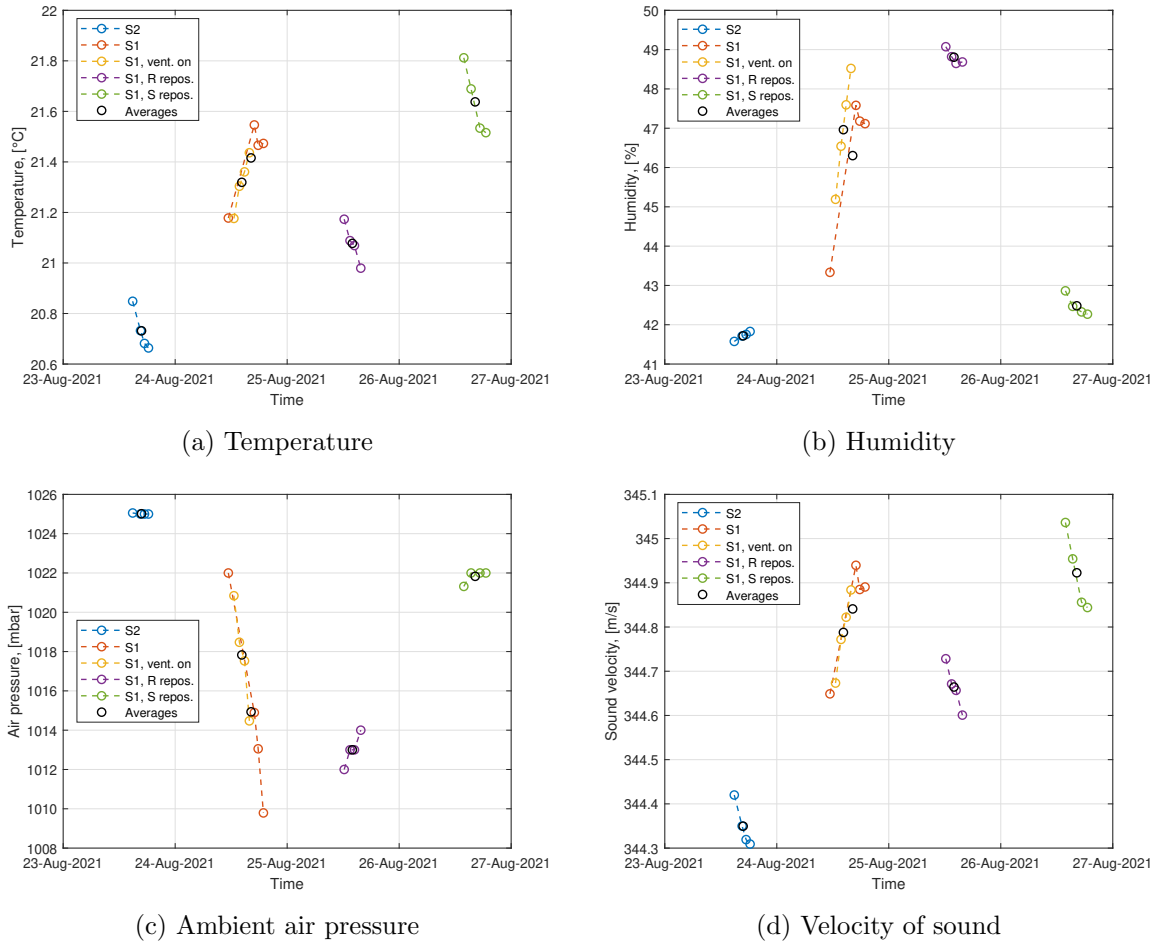 22
21.8
21.6
21.4
21.2
21
20.8
20.6
Temperature, [°C]
S2
S1
S1, vent. on
S1, R repos.
S1, S repos.
Averages
23-Aug-2021 24-Aug-2021 25-Aug-2021 26-Aug-2021 27-Aug-2021
Time
(a) Temperature
50
49
48
47
46
45
44
43
42
41
Humidity, [%]
S2
S1
S1, vent. on
S1, R repos.
S1, S repos.
Averages
23-Aug-2021 24-Aug-2021 25-Aug-2021 26-Aug-2021 27-Aug-2021
Time
(b) Humidity
1026
1024
1022
1020
1018
1016
1014
1012
1010
1008
Air pressure, [mbar]
S2
S1
S1, vent. on
S1, R repos.
S1, S repos.
Averages
23-Aug-2021 24-Aug-2021 25-Aug-2021 26-Aug-2021 27-Aug-2021
Time
(c) Ambient air pressure
345.1
345
344.9
344.8
344.7
344.6
344.5
344.4
344.3
Sound velocity, [m/s]
S2
S1
S1, vent. on
S1, R repos.
S1, S repos.
Averages
23-Aug-2021 24-Aug-2021 25-Aug-2021 26-Aug-2021 27-Aug-2021
Time
(d) Velocity of sound